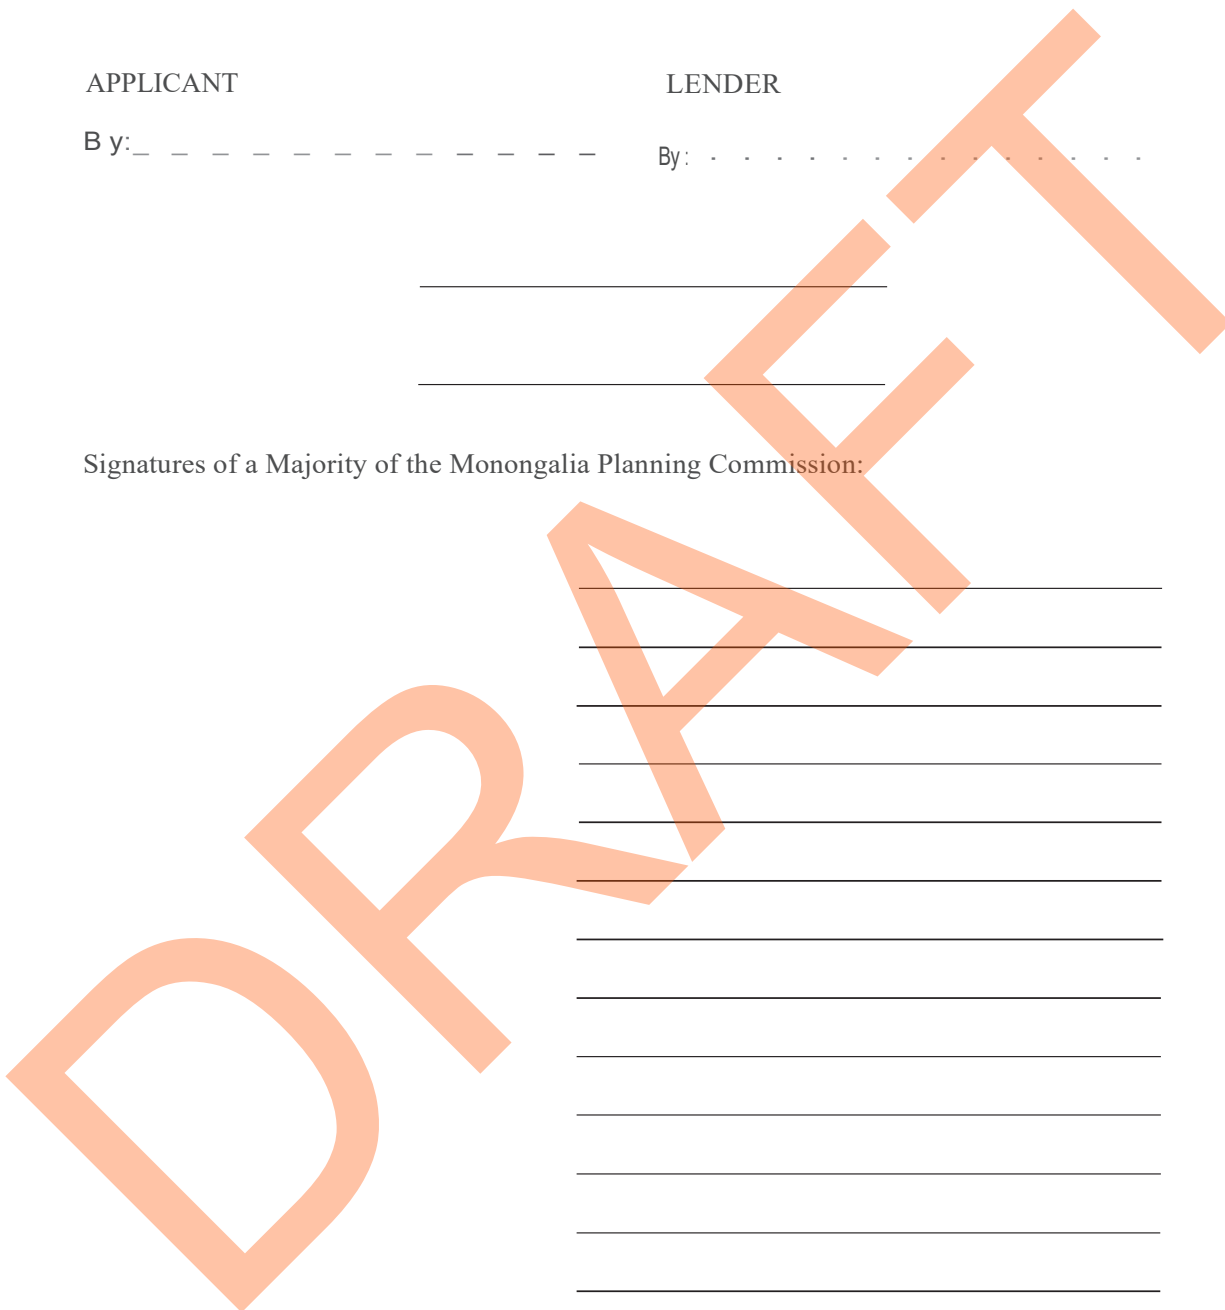 APPLICANT LENDER
By: By:
Signatures of a Majority of the Monongalia Planning Commission:
DRAFT